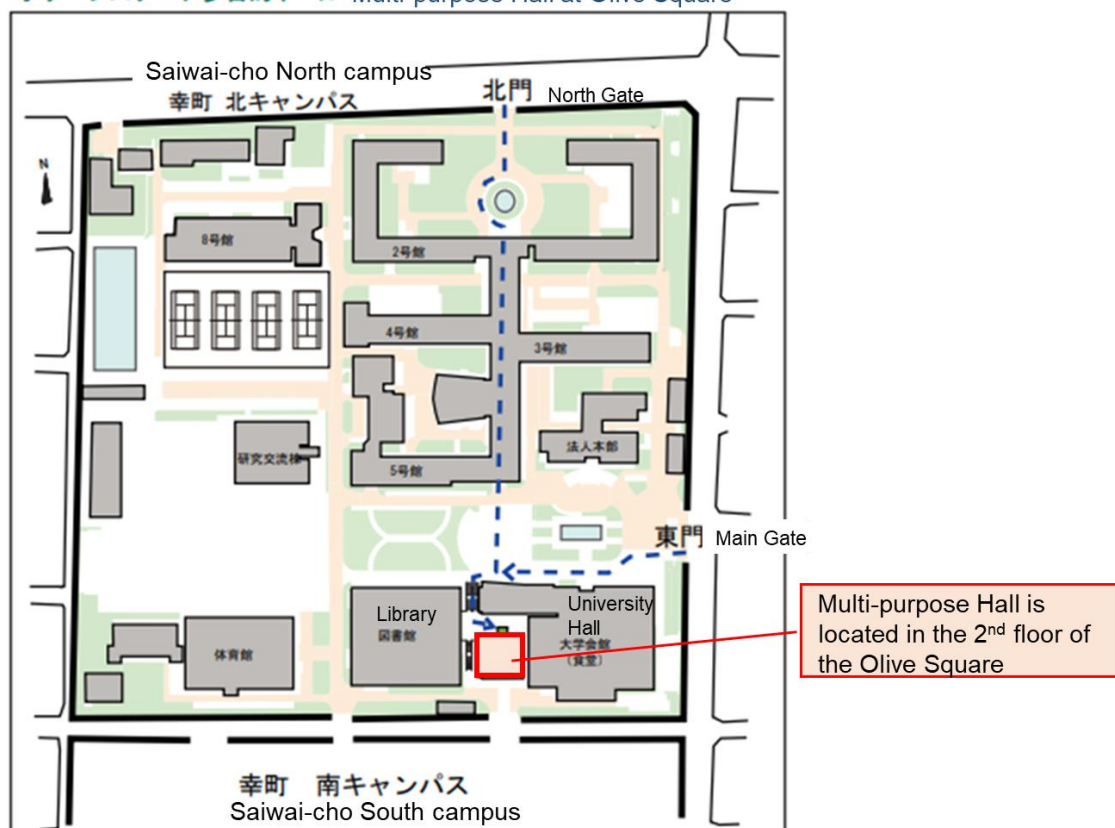 Multi-purpose Hall at Olive Square
Saiwai-cho North campus
幸町 北キャンパス
北門 North Gate
N
8号館
2号館
4号館
3号館
研究交流棟
5号館
法人本部
東門 Main Gate
Library
図書館
University
Hall
大学会館
(食堂)
体育館
Multi-purpose Hall is
located in the 2nd floor of
the Olive Square
幸町 南キャンパス
Saiwai-cho South campus